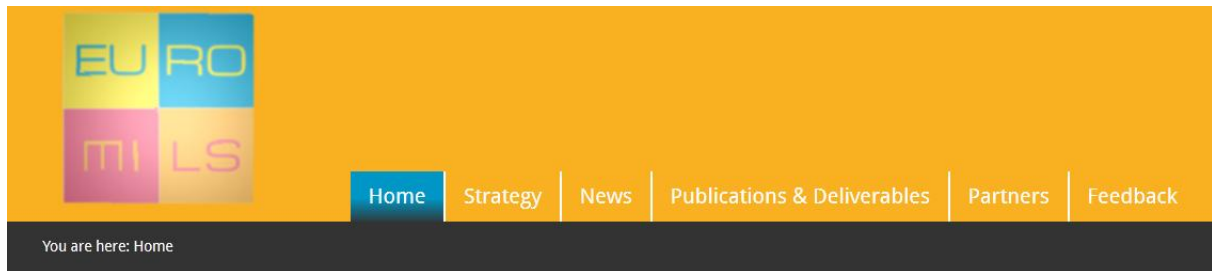 EU RO
MI LS
Home Strategy News Publications & Deliverables Partners Feedback
You are here: Home